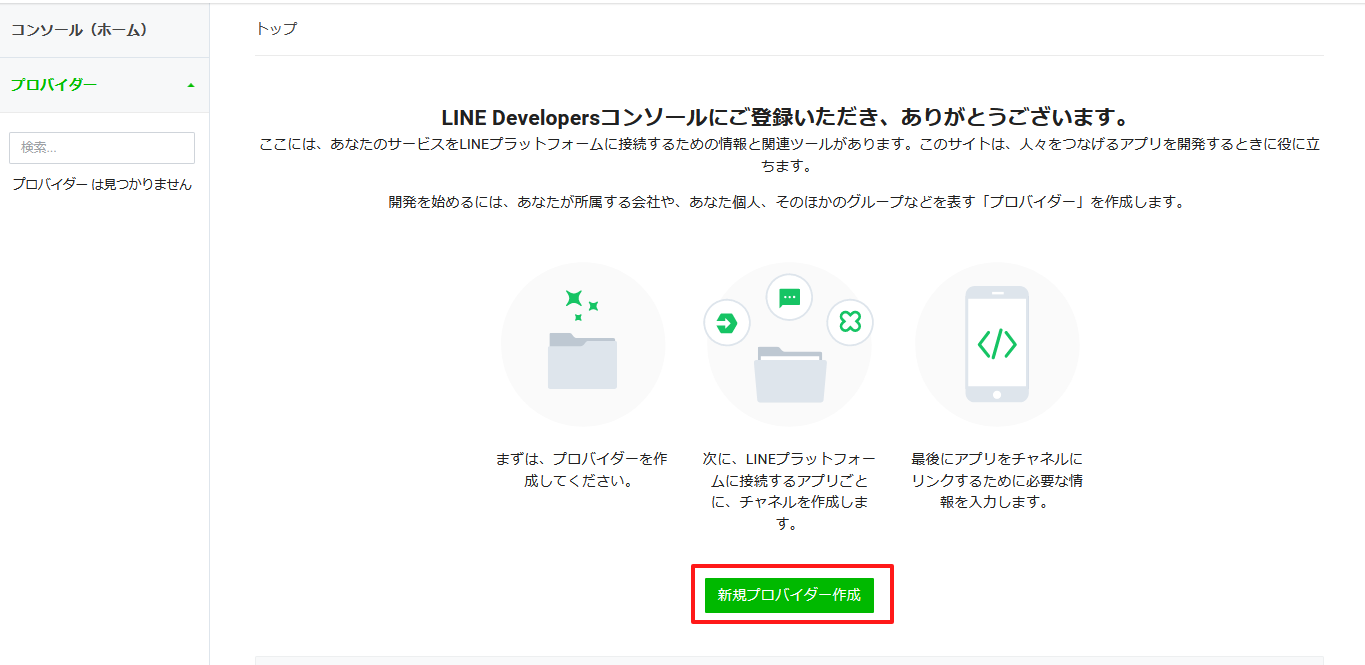 コンソール（ホーム）
プロバイダー
検索...
プロバイダー は見つかりません
トップ
LINE Developersコンソールにご登録いただき、ありがとうございます。
ここには、あなたのサービスをLINEプラットフォームに接続するための情報と関連ツールがあります。このサイトは、人々をつなげるアプリを開発するときに役に立
ちます。
開発を始めるには、あなたが所属する会社や、あなた個人、そのほかのグループなどを表す「プロバイダー」を作成します。
まずは、プロバイダーを作
成してください。
次に、LINEプラットフォー
ムに接続するアプリごと
に、チャネルを作成しま
す。
最後にアプリをチャネルに
リンクするために必要な情
報を入力します。
新規プロバイダー作成